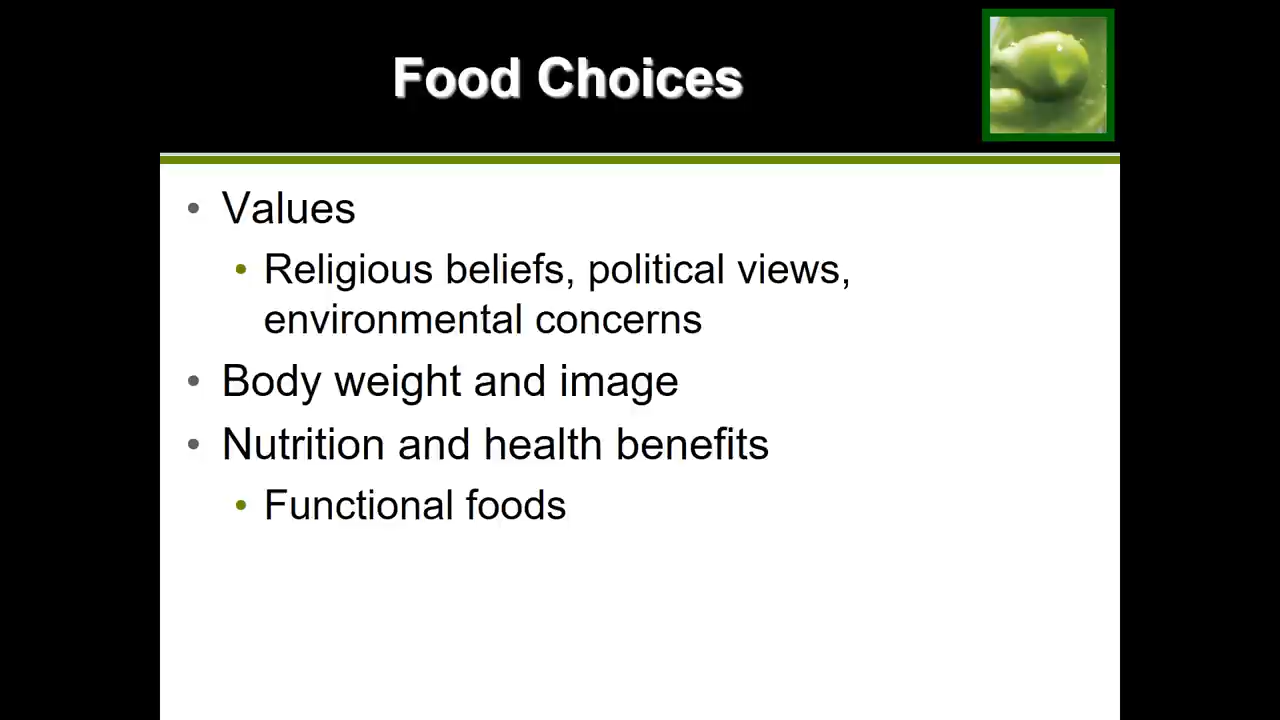 Food Choices
• Values
• Religious beliefs, political views,
environmental concerns
• Body weight and image
• Nutrition and health benefits
• Functional foods